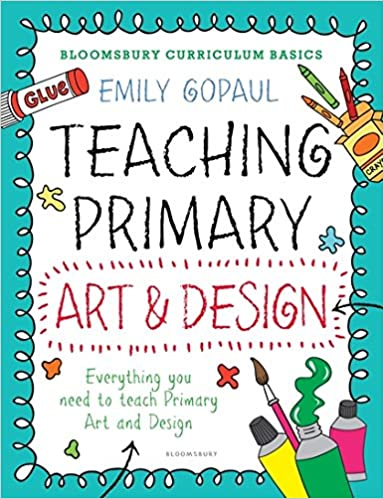 BLOOMSBURY CURRICULUM BASICS
GLUE
EMILY GOPAUL
TEACHING
PRIMARY
CRAY
ART & DESIGN
Everything you
need to teach Primary
Art and Design
BLOOMSBURY